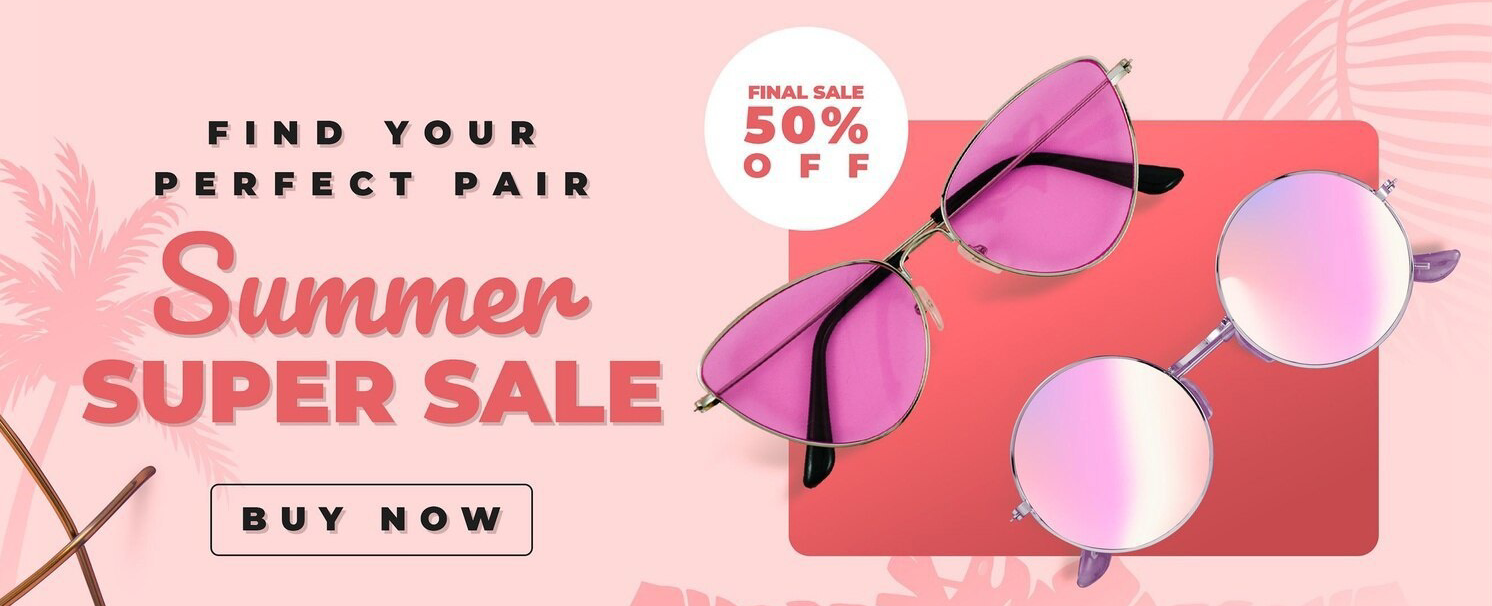 FIND YOUR
PERFECT PAIR
Summer
SUPER SALE
BUY NOW
FINAL SALE
50%
OFF